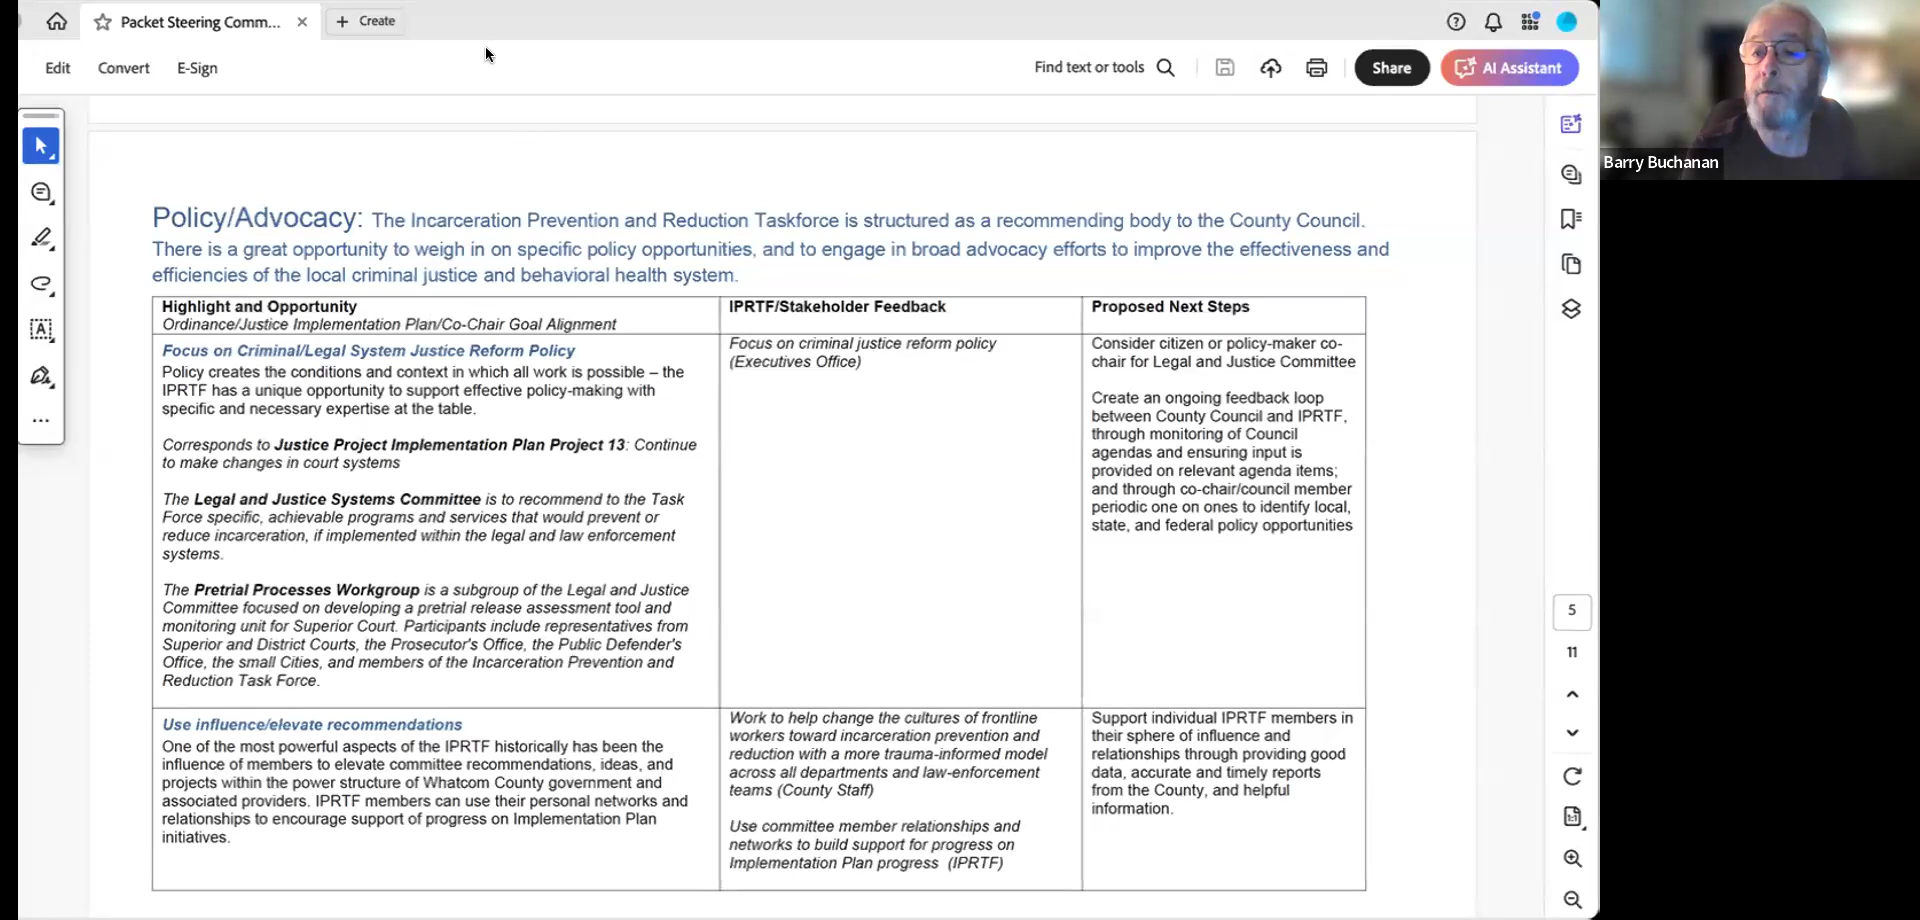 Packet Steering Comm...
Create
Edit
Convert
E-Sign
Find text or tools
Share
AI Assistant
Barry Buchanan
Policy/Advocacy: The Incarceration Prevention and Reduction Taskforce is structured as a recommending body to the County Council.
There is a great opportunity to weigh in on specific policy opportunities, and to engage in broad advocacy efforts to improve the effectiveness and
efficiencies of the local criminal justice and behavioral health system.
Highlight and Opportunity
Ordinance/Justice Implementation Plan/Co-Chair Goal Alignment
IPRTF/Stakeholder Feedback
Proposed Next Steps
Focus on Criminal/Legal System Justice Reform Policy
Policy creates the conditions and context in which all work is possible – the
IPRTF has a unique opportunity to support effective policy-making with
specific and necessary expertise at the table.
Corresponds to Justice Project Implementation Plan Project 13: Continue
to make changes in court systems
The Legal and Justice Systems Committee is to recommend to the Task
Force specific, achievable programs and services that would prevent or
reduce incarceration, if implemented within the legal and law enforcement
systems.
The Pretrial Processes Workgroup is a subgroup of the Legal and Justice
Committee focused on developing a pretrial release assessment tool and
monitoring unit for Superior Court. Participants include representatives from
Superior and District Courts, the Prosecutor's Office, the Public Defender's
Office, the small Cities, and members of the Incarceration Prevention and
Reduction Task Force.
Focus on criminal justice reform policy
(Executives Office)
Consider citizen or policy-maker co-
chair for Legal and Justice Committee
Create an ongoing feedback loop
between County Council and IPRTF,
through monitoring of Council
agendas and ensuring input is
provided on relevant agenda items;
and through co-chair/council member
periodic one on ones to identify local,
state, and federal policy opportunities
Use influence/elevate recommendations
One of the most powerful aspects of the IPRTF historically has been the
influence of members to elevate committee recommendations, ideas, and
projects within the power structure of Whatcom County government and
associated providers. IPRTF members can use their personal networks and
relationships to encourage support of progress on Implementation Plan
initiatives.
Work to help change the cultures of frontline
workers toward incarceration prevention and
reduction with a more trauma-informed model
across all departments and law-enforcement
teams (County Staff)
Use committee member relationships and
networks to build support for progress on
Implementation Plan progress (IPRTF)
Support individual IPRTF members in
their sphere of influence and
relationships through providing good
data, accurate and timely reports
from the County, and helpful
information.
5
11
1:1